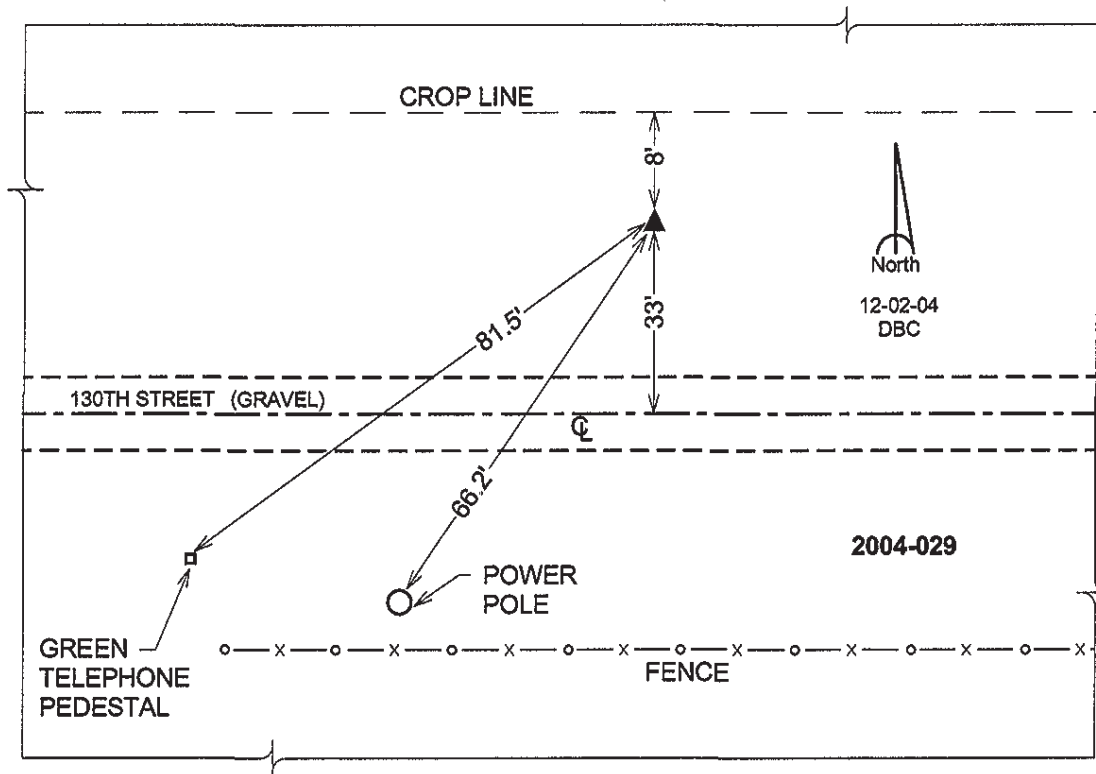 CROP LINE
8'
North
12-02-04
DBC
81.5'
33'
130TH STREET (GRAVEL)
℄
66.2'
2004-029
POWER
POLE
GREEN
TELEPHONE
PEDESTAL
FENCE